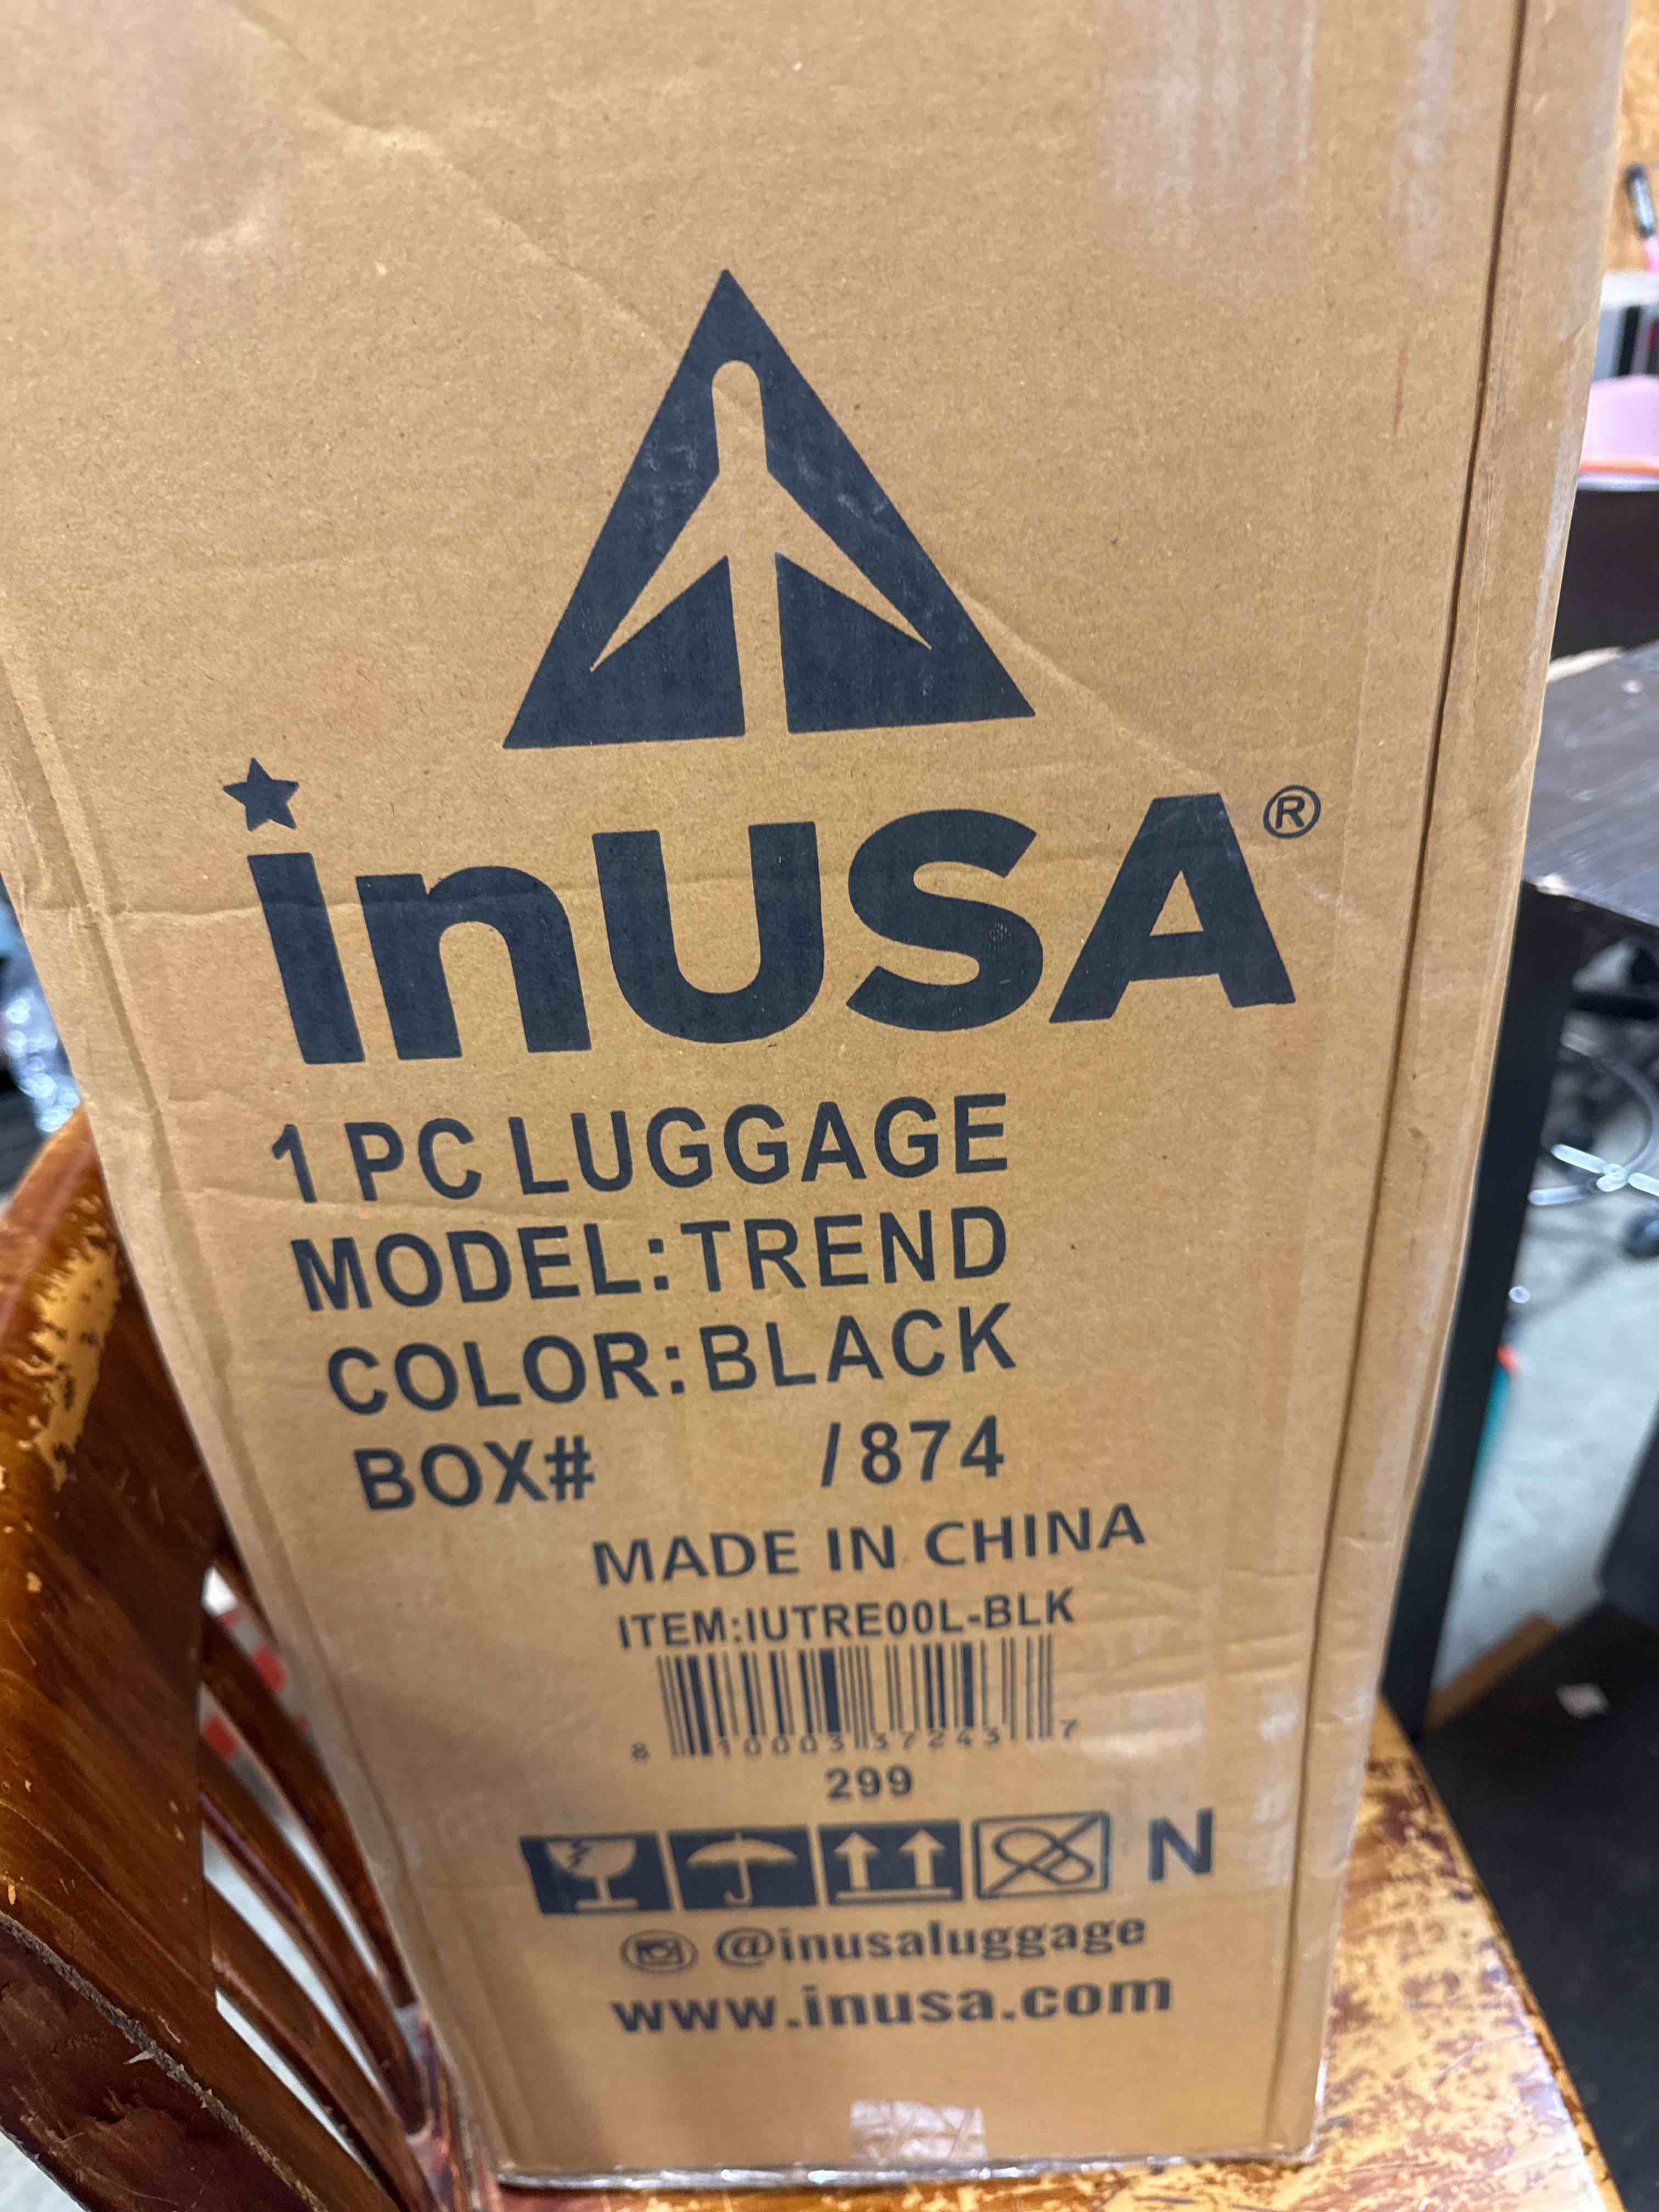 inUSA®
1 PC LUGGAGE
MODEL:TREND
COLOR:BLACK
BOX# /874
MADE IN CHINA
ITEM:IUTRE00L-BLK
8 10003 37243 7
299
N
@inusaluggage
www.inusa.com